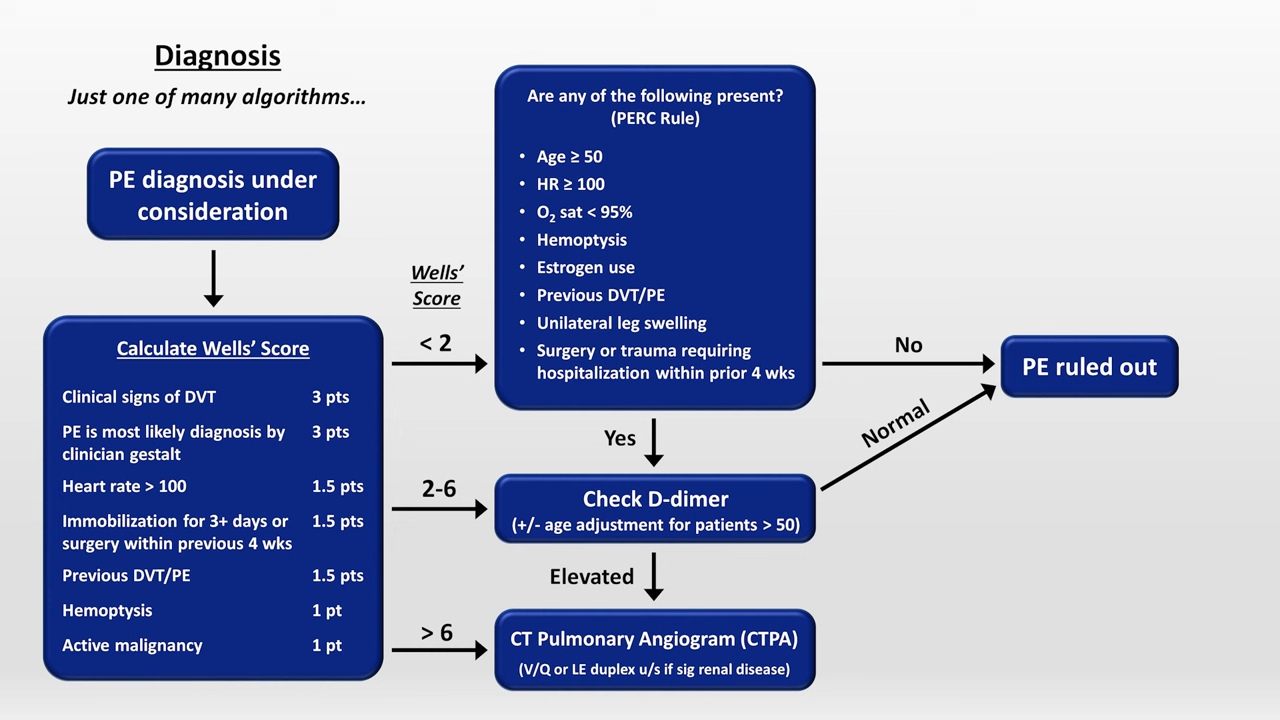 Diagnosis
Just one of many algorithms...
PE diagnosis under
consideration
Calculate Wells' Score
Clinical signs of DVT 3 pts
PE is most likely diagnosis by 3 pts
clinician gestalt
Heart rate > 100 1.5 pts
Immobilization for 3+ days or 1.5 pts
surgery within previous 4 wks
Previous DVT/PE 1.5 pts
Hemoptysis 1 pt
Active malignancy 1 pt
Wells'
Score
< 2
2-6
> 6
Are any of the following present?
(PERC Rule)
• Age ≥ 50
• HR ≥ 100
• O₂ sat < 95%
• Hemoptysis
• Estrogen use
• Previous DVT/PE
• Unilateral leg swelling
• Surgery or trauma requiring
hospitalization within prior 4 wks
Yes
No
Check D-dimer
(+/- age adjustment for patients > 50)
Normal
Elevated
CT Pulmonary Angiogram (CTPA)
(V/Q or LE duplex u/s if sig renal disease)
PE ruled out